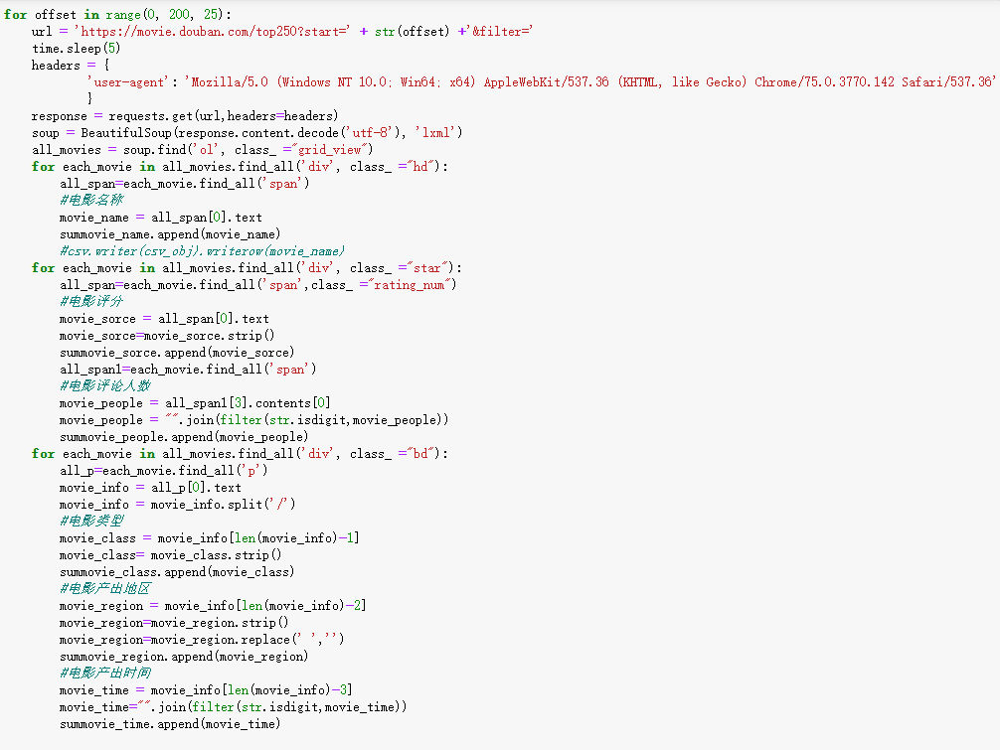 for offset in range(0, 200, 25):
    url = 'https://movie.douban.com/top250?start=' + str(offset) +'&filter='
    time.sleep(5)
    headers = {
            'user-agent': 'Mozilla/5.0 (Windows NT 10.0; Win64; x64) AppleWebKit/537.36 (KHTML, like Gecko) Chrome/75.0.3770.142 Safari/537.36'
            }
    response = requests.get(url,headers=headers)
    soup = BeautifulSoup(response.content.decode('utf-8'), 'lxml')
    all_movies = soup.find('ol', class_ ="grid_view")
    for each_movie in all_movies.find_all('div', class_ ="hd"):
        all_span=each_movie.find_all('span')
        #电影名称
        movie_name = all_span[0].text
        summovie_name.append(movie_name)
        #csv.writer(csv_obj).writerow(movie_name)
    for each_movie in all_movies.find_all('div', class_ ="star"):
        all_span=each_movie.find_all('span',class_ ="rating_num")
        #电影评分
        movie_sorce = all_span[0].text
        movie_sorce=movie_sorce.strip()
        summovie_sorce.append(movie_sorce)
        all_span1=each_movie.find_all('span')
        #电影评论人数
        movie_people = all_span1[3].contents[0]
        movie_people = "".join(filter(str.isdigit,movie_people))
        summovie_people.append(movie_people)
    for each_movie in all_movies.find_all('div', class_ ="bd"):
        all_p=each_movie.find_all('p')
        movie_info = all_p[0].text
        movie_info = movie_info.split('/')
        #电影类型
        movie_class = movie_info[len(movie_info)-1]
        movie_class= movie_class.strip()
        summovie_class.append(movie_class)
        #电影产出地区
        movie_region = movie_info[len(movie_info)-2]
        movie_region=movie_region.strip()
        movie_region=movie_region.replace(' ','')
        summovie_region.append(movie_region)
        #电影产出时间
        movie_time = movie_info[len(movie_info)-3]
        movie_time="".join(filter(str.isdigit,movie_time))
        summovie_time.append(movie_time)